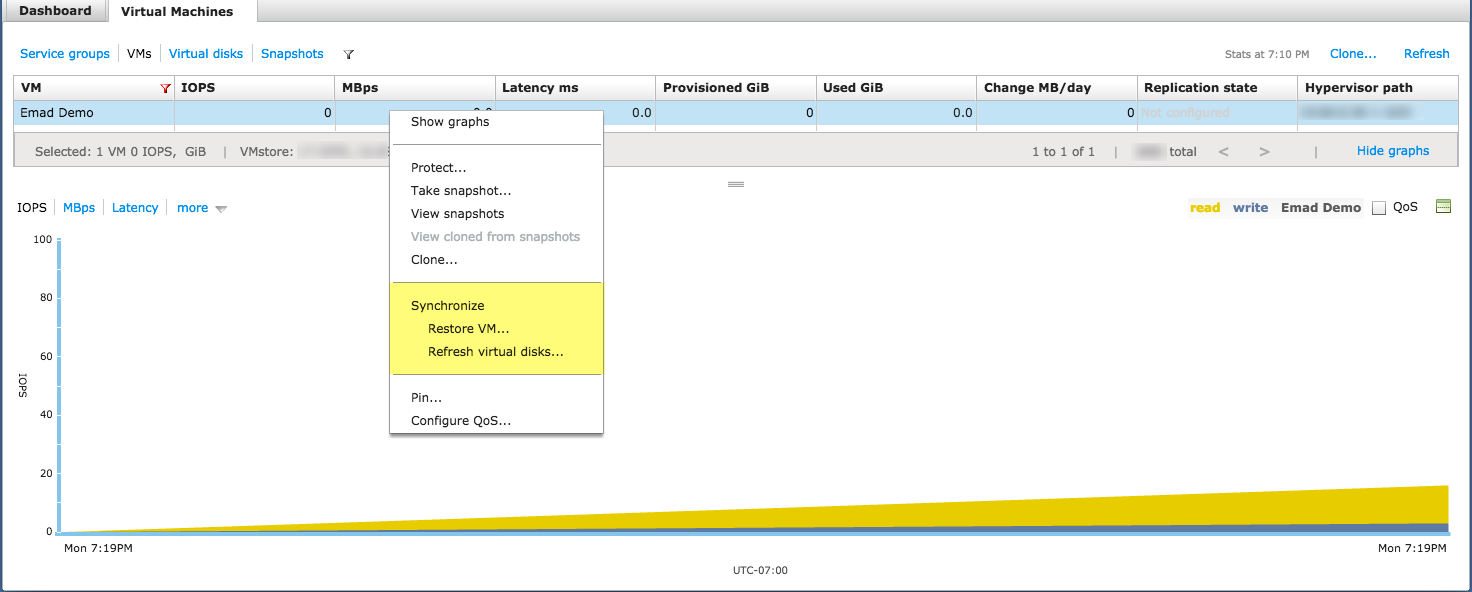 Dashboard Virtual Machines
Service groups VMs Virtual disks Snapshots Stats at 7:10 PM Clone... Refresh
VM IOPS MBps Latency ms Provisioned GiB Used GiB Change MB/day Replication state Hypervisor path
Emad Demo 0 0.0 0.0 0 0.0 0 Not configured
Selected: 1 VM 0 IOPS, GiB | VMstore: 1 to 1 of 1 | total < > | Hide graphs
Show graphs
Protect...
Take snapshot...
View snapshots
View cloned from snapshots
Clone...
Synchronize
Restore VM...
Refresh virtual disks...
Pin...
Configure QoS...
IOPS MBps Latency more read write Emad Demo QoS
100
80
60
40
20
0
IOPS
Mon 7:19PM Mon 7:19PM
UTC-07:00